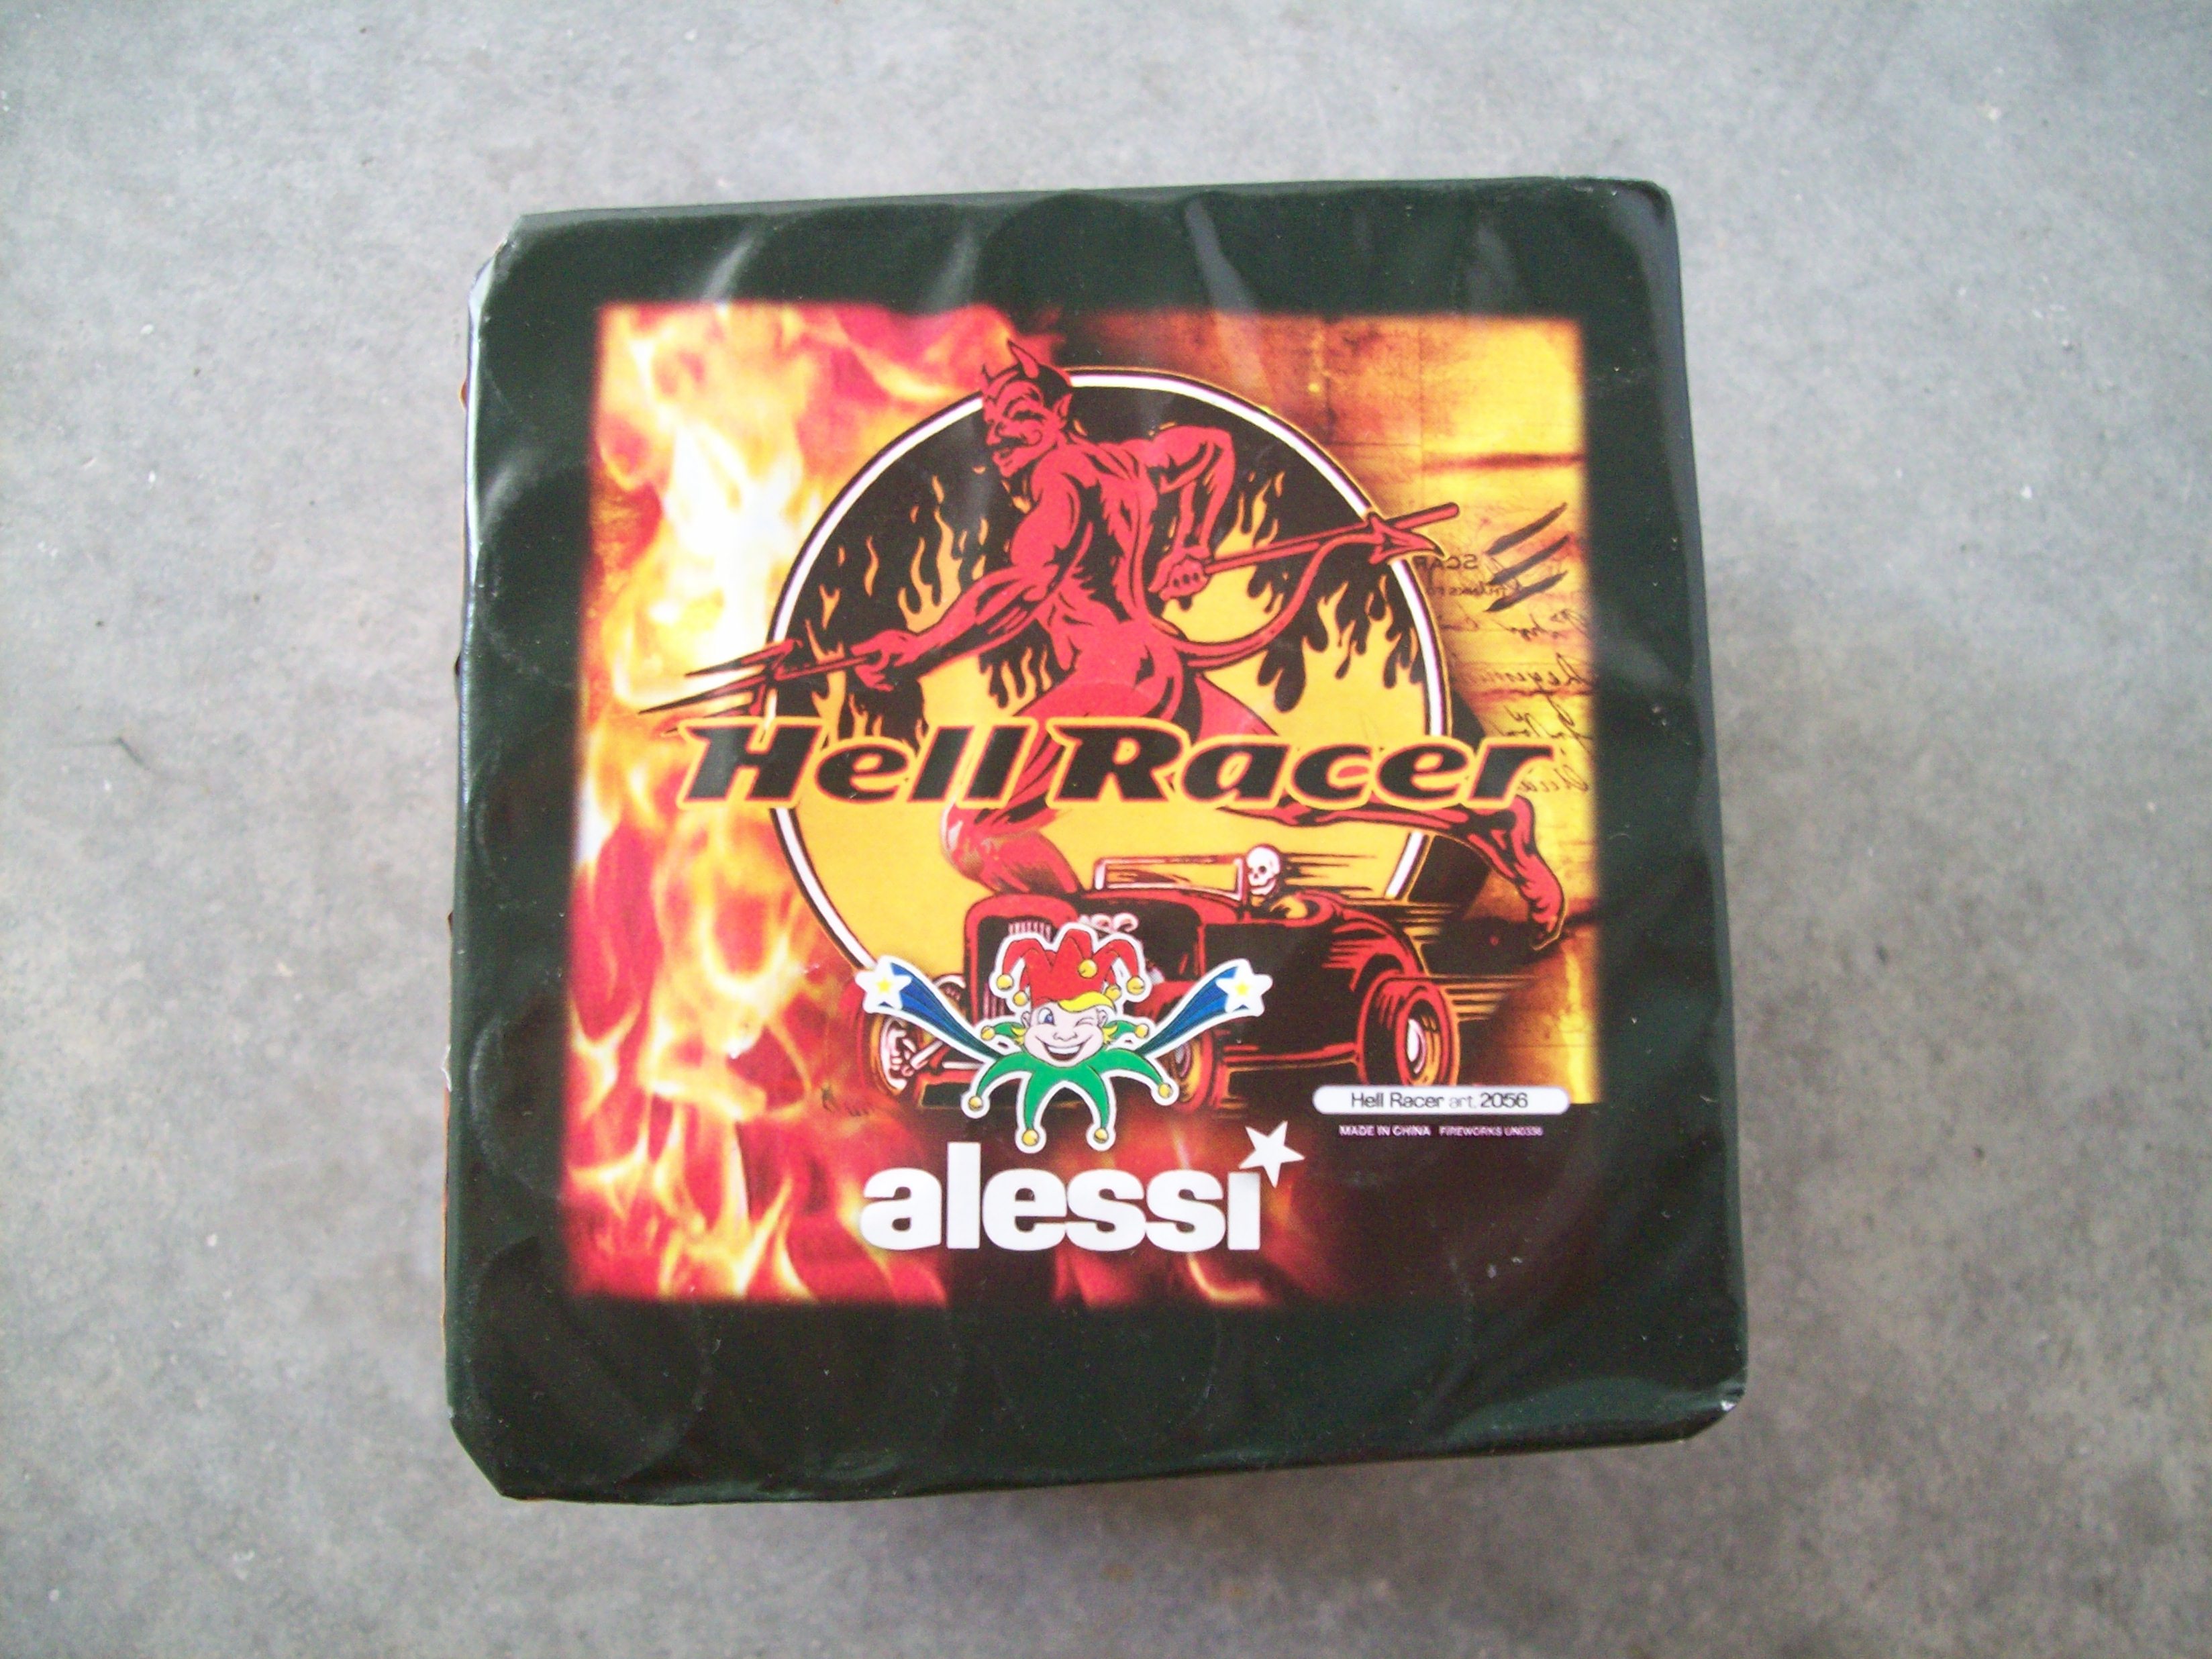 Hell Racer
Hell Racer art. 2056
MADE IN CHINA FIREWORKS UN0336
alessi